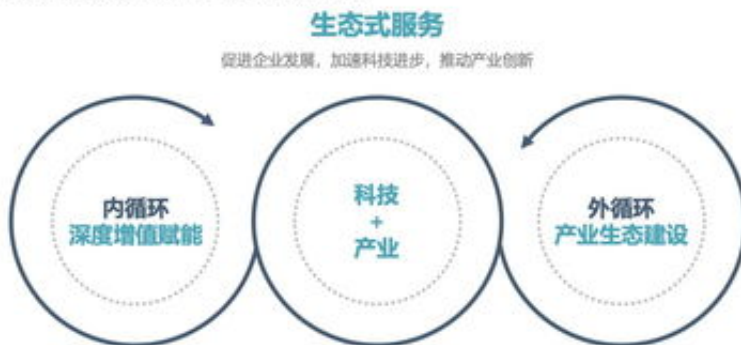 生态式服务
促进企业发展，加速科技进步，推动产业创新
内循环
深度增值赋能
科技
+
产业
外循环
产业生态建设